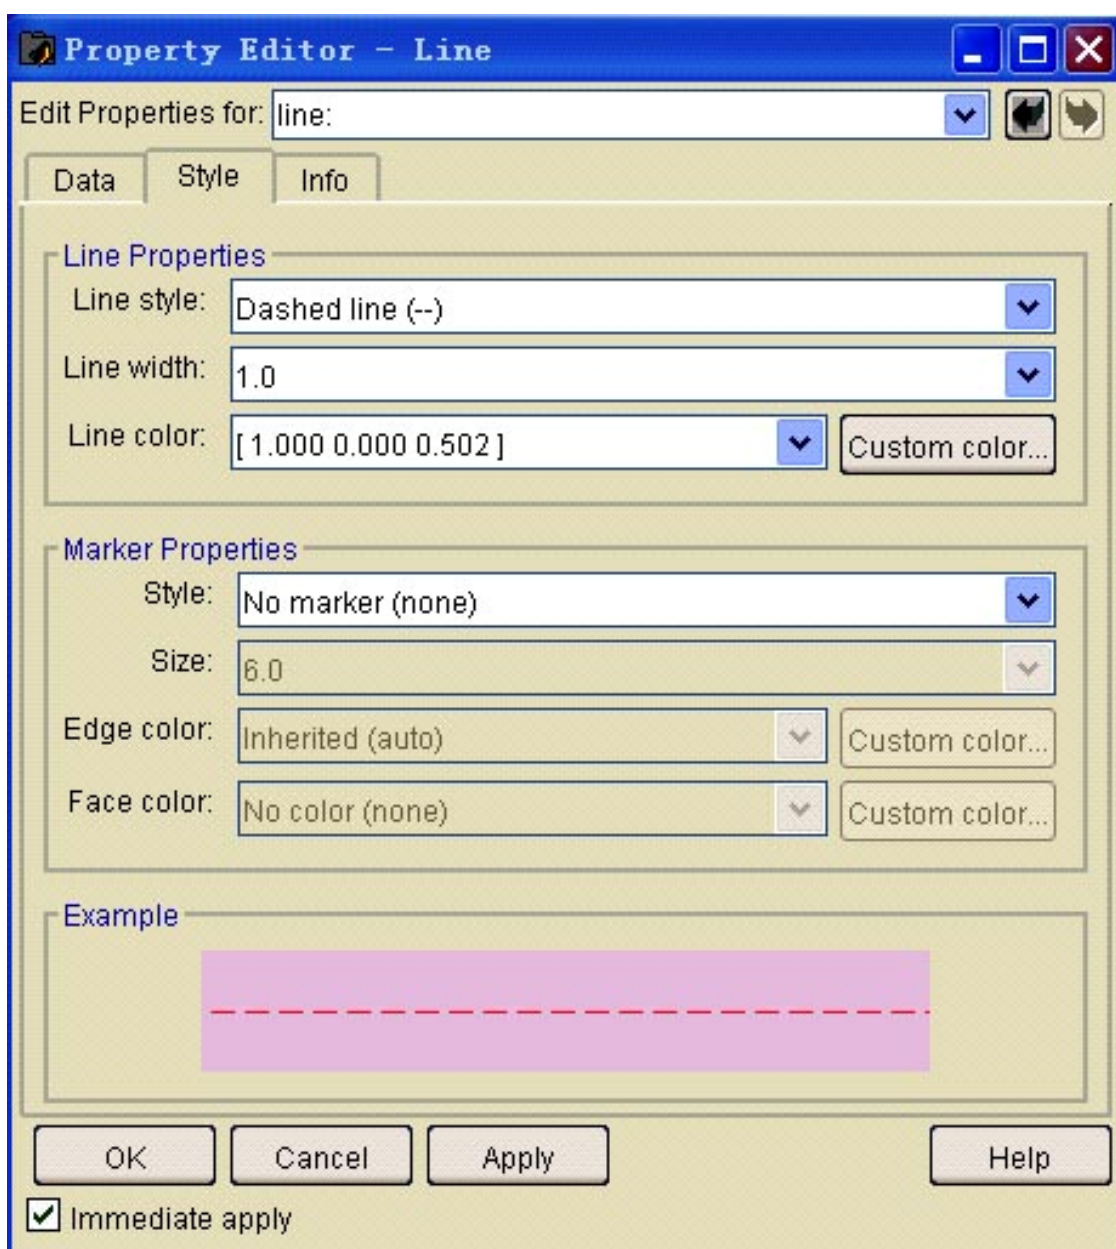 Property Editor - Line
Edit Properties for: line:
Data Style Info
Line Properties
Line style: Dashed line (--)
Line width: 1.0
Line color: [ 1.000 0.000 0.502 ] Custom color...
Marker Properties
Style: No marker (none)
Size: 6.0
Edge color: Inherited (auto) Custom color...
Face color: No color (none) Custom color...
Example
OK Cancel Apply Help
Immediate apply